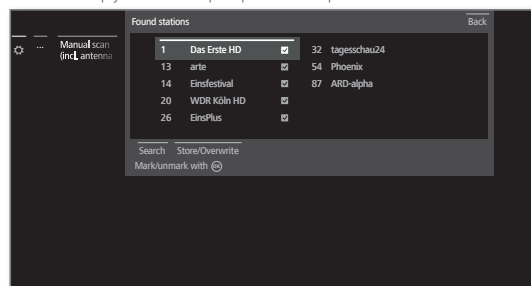 Found stations
Back
...
Manual scan
(incl. antenna
1 Das Erste HD
13 arte
14 Einsfestival
20 WDR Köln HD
26 EinsPlus
32 tagesschau24
54 Phoenix
87 ARD-alpha
Search Store/Overwrite
Mark/unmark with OK